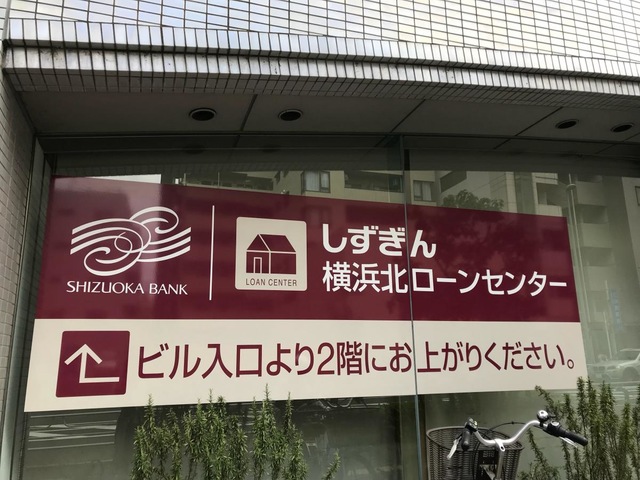 SHIZUOKA BANK
LOAN CENTER
しずぎん
横浜北ローンセンター
ビル入口より2階にお上がりください。